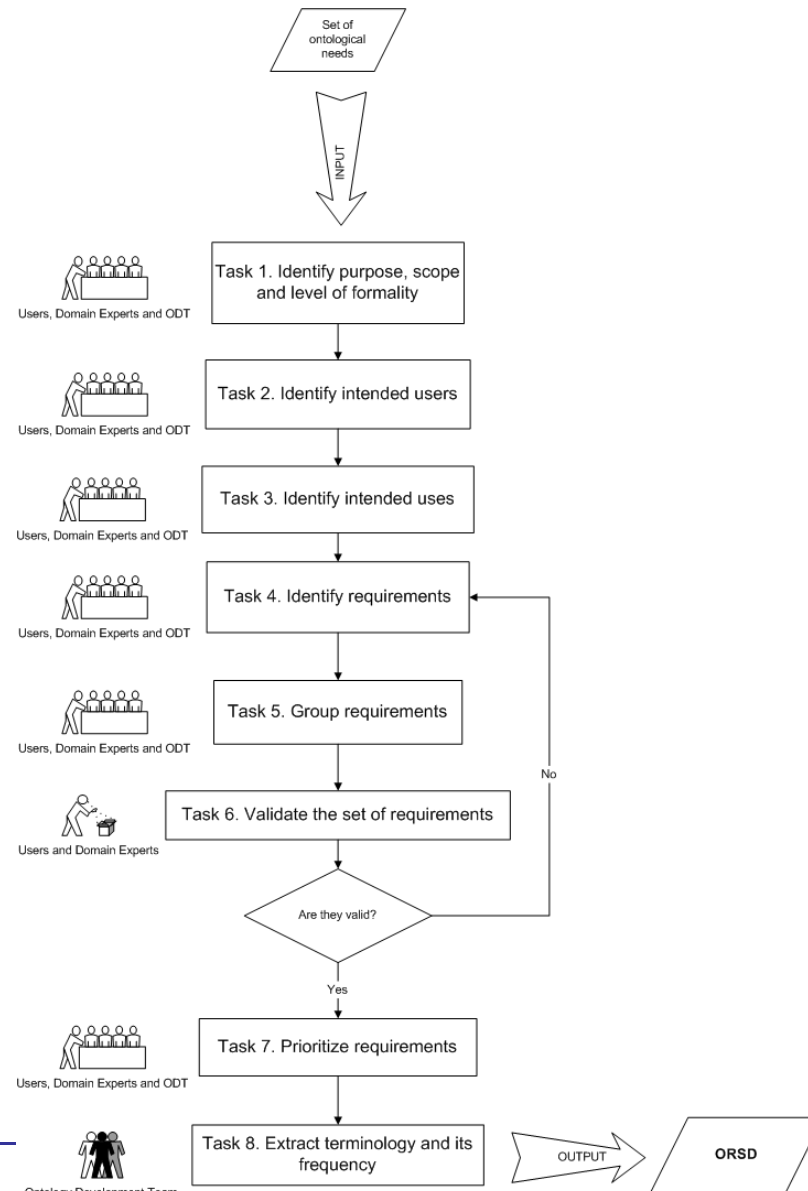 Set of
ontological
needs
INPUT
Task 1. Identify purpose, scope
and level of formality
Users, Domain Experts and ODT
Task 2. Identify intended users
Users, Domain Experts and ODT
Task 3. Identify intended uses
Users, Domain Experts and ODT
Task 4. Identify requirements
Users, Domain Experts and ODT
Task 5. Group requirements
Users, Domain Experts and ODT
No
Task 6. Validate the set of requirements
Users and Domain Experts
Are they valid?
Yes
Task 7. Prioritize requirements
Users, Domain Experts and ODT
Task 8. Extract terminology and its
frequency
OUTPUT
ORSD
Ontology Development Team